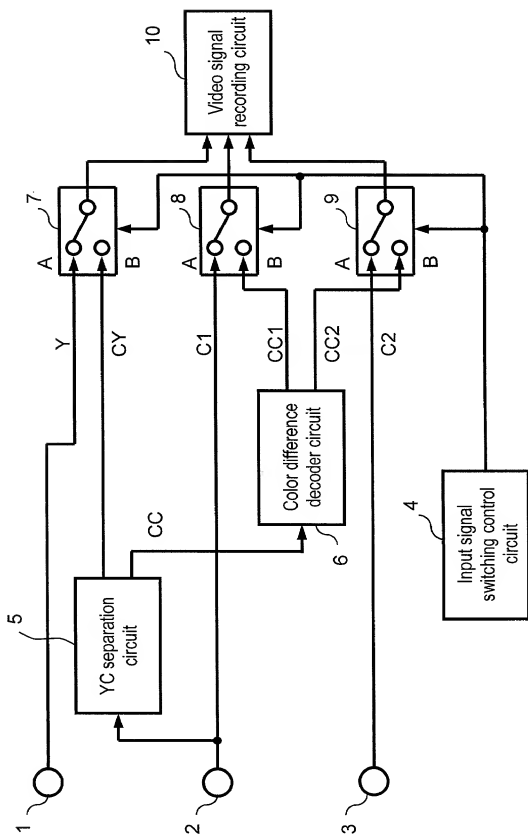 10
Video signal
recording circuit
7
A
B
8
A
B
9
A
B
Y
CY
C1
CC1
CC2
C2
5
YC separation
circuit
CC
Color difference
decoder circuit
6
4
Input signal
switching control
circuit
1
2
3